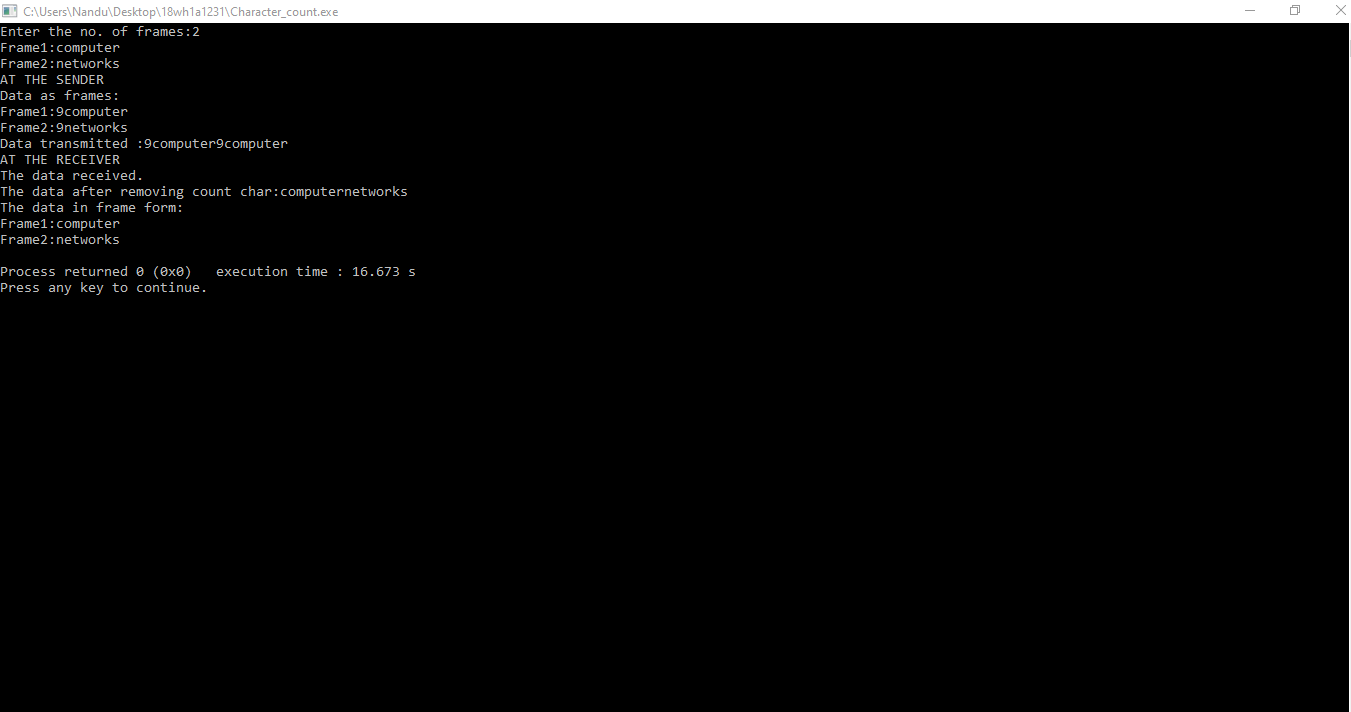 C:\Users\Nandu\Desktop\18wh1a1231\Character_count.exe
Enter the no. of frames:2
Frame1:computer
Frame2:networks
AT THE SENDER
Data as frames:
Frame1:9computer
Frame2:9networks
Data transmitted :9computer9computer
AT THE RECEIVER
The data received.
The data after removing count char:computernetworks
The data in frame form:
Frame1:computer
Frame2:networks
Process returned 0 (0x0)   execution time : 16.673 s
Press any key to continue.